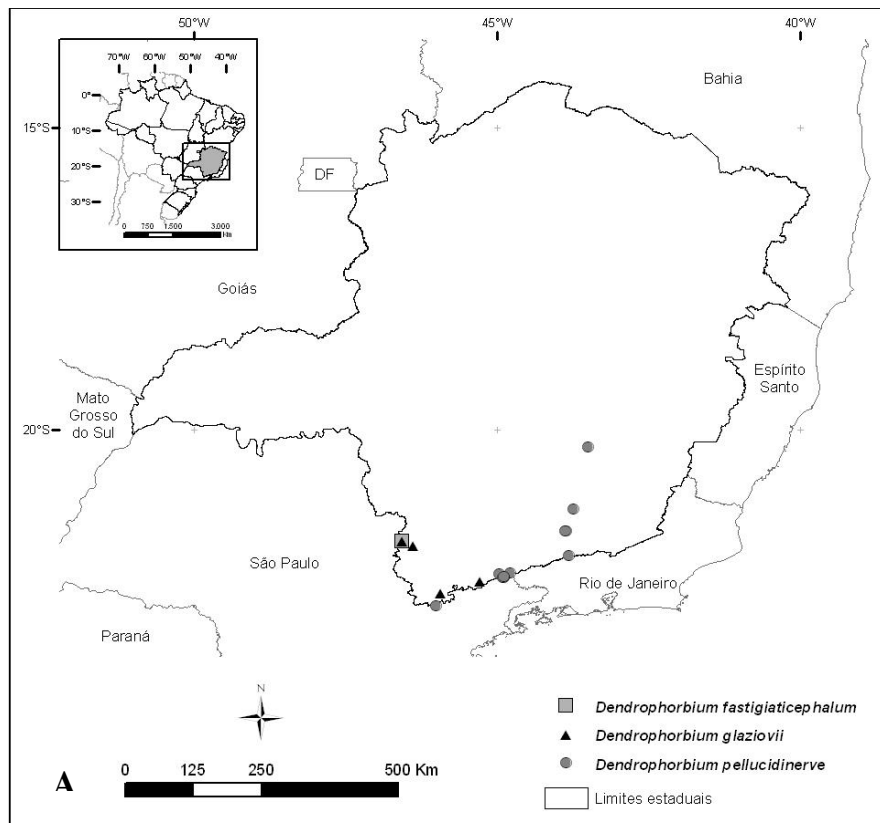 50°W 45°W 40°W
70°W 60°W 50°W 40°W
0°
10°S
20°S
30°S
0 750 1.500 3.000
Km
Bahia
15°S
DF
Goiás
Mato
Grosso
do Sul
Espírito
Santo
20°S
São Paulo
Rio de Janeiro
Paraná
N
Dendrophorbium fastigiaticephalum
Dendrophorbium glaziovii
Dendrophorbium pellucidinerve
Limites estaduais
A
0 125 250 500 Km